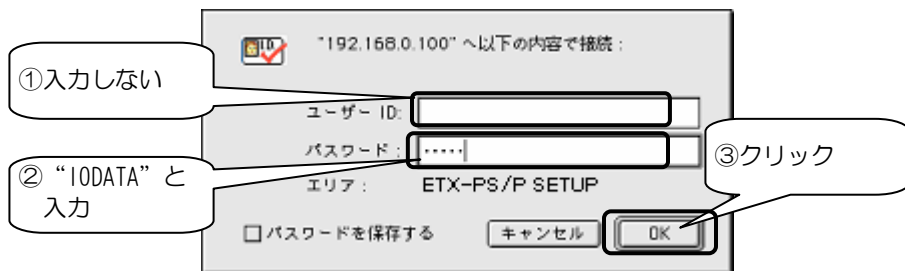 "192.168.0.100" へ以下の内容で接続：
①入力しない
ユーザー ID:
パスワード： •••••
②“IODATA”と
入力
エリア： ETX-PS/P SETUP
③クリック
パスワードを保存する
キャンセル
OK